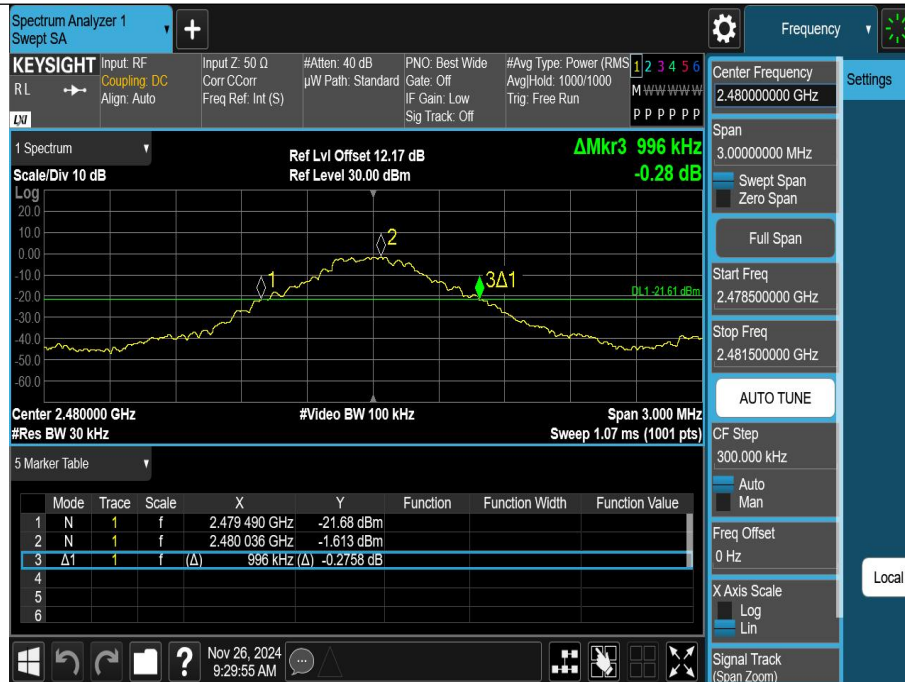 Spectrum Analyzer 1
Swept SA
+
Frequency
KEYSIGHT
RL
LXI
Input: RF
Coupling: DC
Align: Auto
Input Z: 50 Ω
Corr CCorr
Freq Ref: Int (S)
#Atten: 40 dB
µW Path: Standard
PNO: Best Wide
Gate: Off
IF Gain: Low
Sig Track: Off
#Avg Type: Power (RMS
Avg|Hold: 1000/1000
Trig: Free Run
1 2 3 4 5 6
M W W W W W
P P P P P P
1 Spectrum
Scale/Div 10 dB
Ref Lvl Offset 12.17 dB
Ref Level 30.00 dBm
ΔMkr3 996 kHz
-0.28 dB
Log
20.0
10.0
0.00
-10.0
-20.0
-30.0
-40.0
-50.0
-60.0
1
2
3Δ1
DL1 -21.61 dBm
Center 2.480000 GHz
#Video BW 100 kHz
Span 3.000 MHz
#Res BW 30 kHz
Sweep 1.07 ms (1001 pts)
5 Marker Table
Mode Trace Scale X Y Function Function Width Function Value
1 N 1 f 2.479 490 GHz -21.68 dBm
2 N 1 f 2.480 036 GHz -1.613 dBm
3 Δ1 1 f (Δ) 996 kHz (Δ) -0.2758 dB
4
5
6
?
Nov 26, 2024
9:29:55 AM
Center Frequency
2.480000000 GHz
Span
3.00000000 MHz
Swept Span
Zero Span
Full Span
Start Freq
2.478500000 GHz
Stop Freq
2.481500000 GHz
AUTO TUNE
CF Step
300.000 kHz
Auto
Man
Freq Offset
0 Hz
X Axis Scale
Log
Lin
Signal Track
(Span Zoom)
Settings
Local